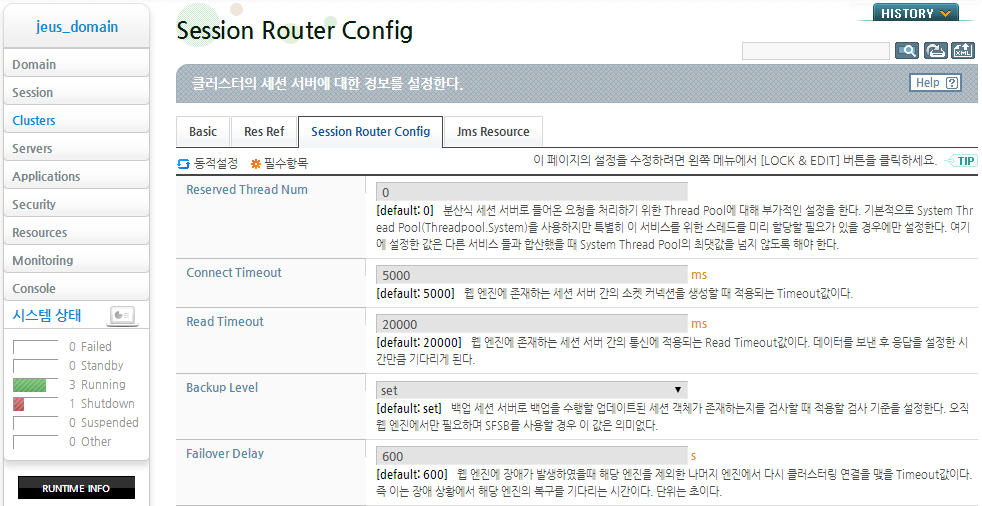 jeus_domain
Domain
Session
Clusters
Servers
Applications
Security
Resources
Monitoring
Console
시스템 상태
0 Failed
0 Standby
3 Running
1 Shutdown
0 Suspended
0 Other
RUNTIME INFO
HISTORY
Session Router Config
XML
클러스터의 세션 서버에 대한 정보를 설정한다.
Help ?
Basic
Res Ref
Session Router Config
Jms Resource
동적설정
필수항목
이 페이지의 설정을 수정하려면 왼쪽 메뉴에서 [LOCK & EDIT] 버튼을 클릭하세요.
TIP
Reserved Thread Num
0
[default: 0] 분산식 세션 서버로 들어온 요청을 처리하기 위한 Thread Pool에 대해 부가적인 설정을 한다. 기본적으로 System Thr
ead Pool(Threadpool.System)을 사용하지만 특별히 이 서비스를 위한 스레드를 미리 할당할 필요가 있을 경우에만 설정한다. 여기
에 설정한 값은 다른 서비스 들과 합산했을 때 System Thread Pool의 최댓값을 넘지 않도록 해야 한다.
Connect Timeout
5000 ms
[default: 5000] 웹 엔진에 존재하는 세션 서버 간의 소켓 커넥션을 생성할 때 적용되는 Timeout값이다.
Read Timeout
20000 ms
[default: 20000] 웹 엔진에 존재하는 세션 서버 간의 통신에 적용되는 Read Timeout값이다. 데이터를 보낸 후 응답을 설정한 시
간만큼 기다리게 된다.
Backup Level
set
[default: set] 백업 세션 서버로 백업을 수행할 업데이트된 세션 객체가 존재하는지를 검사할 때 적용할 검사 기준을 설정한다. 오직
웹 엔진에서만 필요하며 SFSB를 사용할 경우 이 값은 의미없다.
Failover Delay
600 s
[default: 600] 웹 엔진에 장애가 발생하였을때 해당 엔진을 제외한 나머지 엔진에서 다시 클러스터링 연결을 맺을 Timeout값이다.
즉 이는 장애 상황에서 해당 엔진의 복구를 기다리는 시간이다. 단위는 초이다.